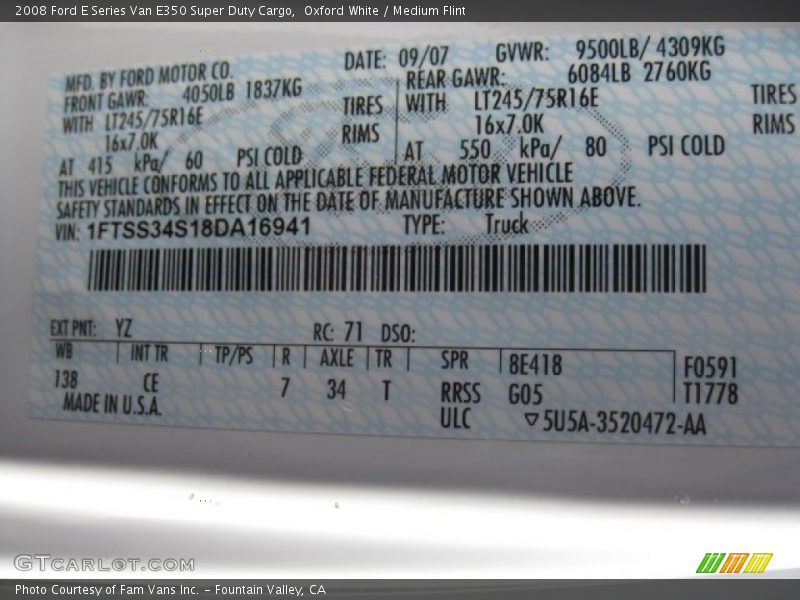 2008 Ford E Series Van E350 Super Duty Cargo, Oxford White / Medium Flint
MFD. BY FORD MOTOR CO.
DATE: 09/07
GVWR: 9500LB/ 4309KG
FRONT GAWR: 4050LB 1837KG
REAR GAWR: 6084LB 2760KG
WITH LT245/75R16E TIRES
WITH LT245/75R16E TIRES
16x7.0K RIMS
16x7.0K RIMS
AT 415 kPa/ 60 PSI COLD
AT 550 kPa/ 80 PSI COLD
THIS VEHICLE CONFORMS TO ALL APPLICABLE FEDERAL MOTOR VEHICLE
SAFETY STANDARDS IN EFFECT ON THE DATE OF MANUFACTURE SHOWN ABOVE.
VIN: 1FTSS34S18DA16941 TYPE: Truck
EXT PNT: YZ RC: 71 DSO:
WB INT TR TP/PS R AXLE TR SPR 8E418 F0591
138 CE 7 34 T RRSS G05 T1778
MADE IN U.S.A. ULC ▽5U5A-3520472-AA
GTCARLOT.COM
Photo Courtesy of Fam Vans Inc. – Fountain Valley, CA